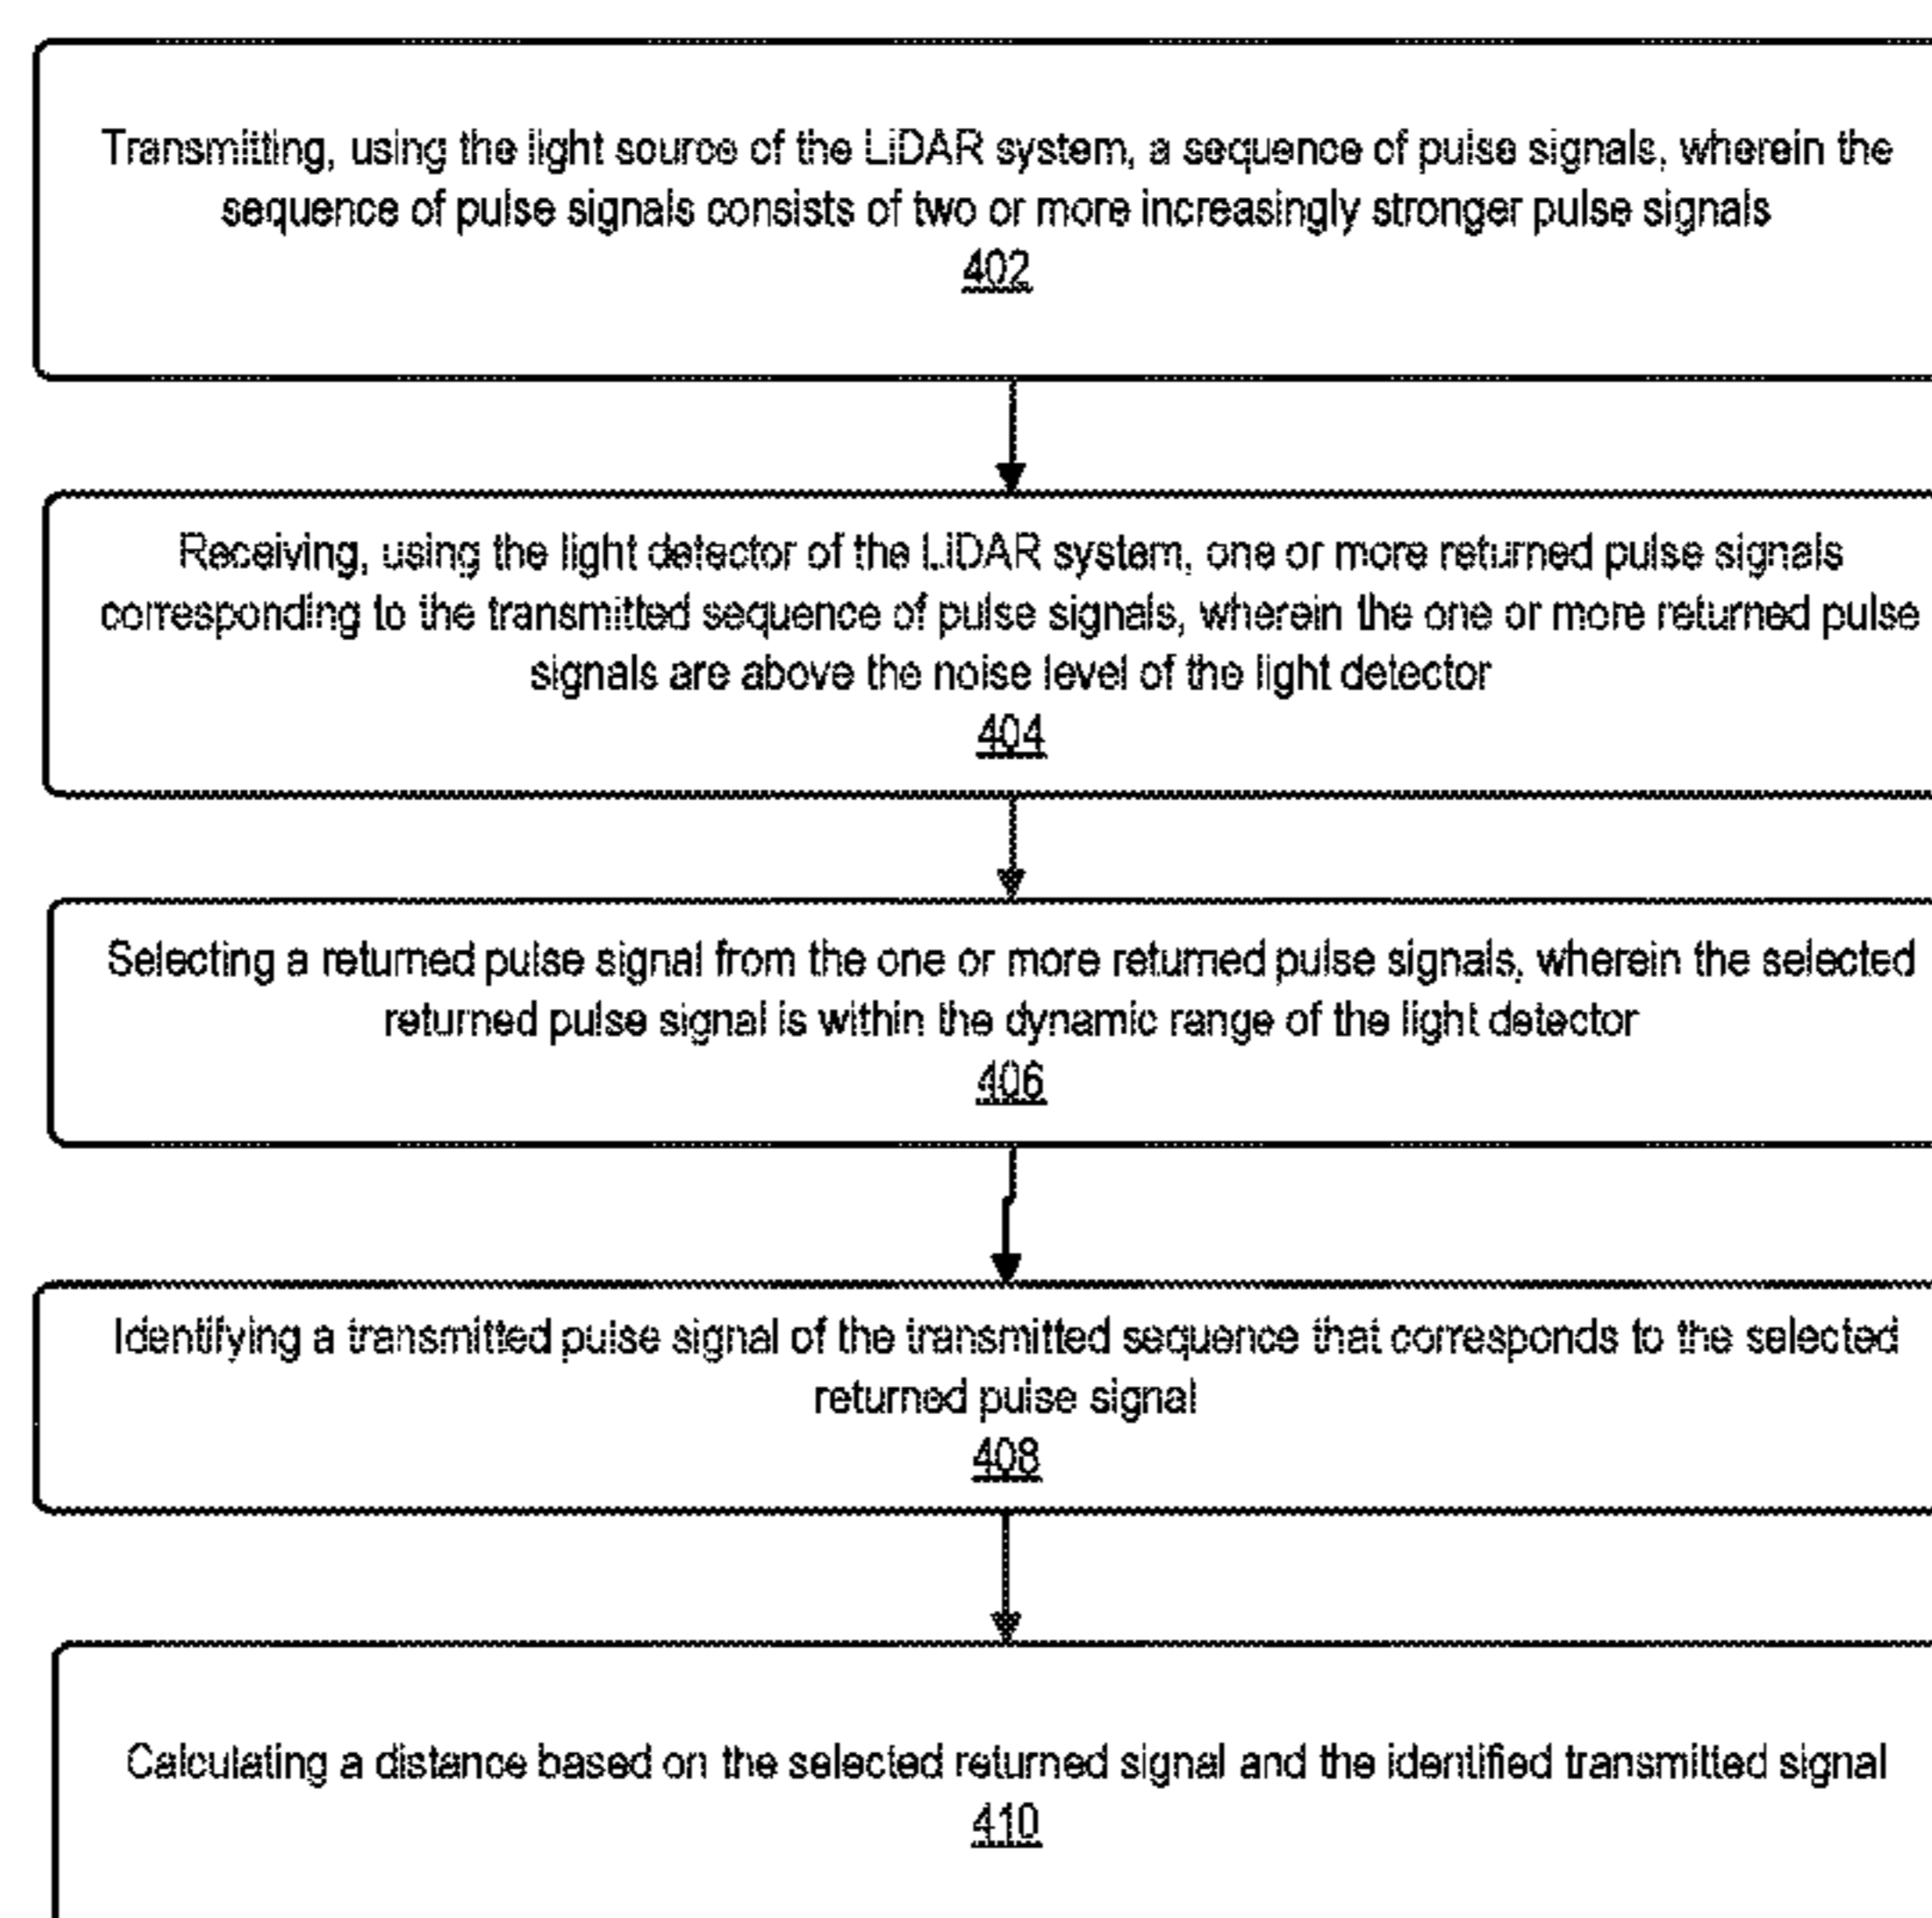 Transmitting, using the light source of the LiDAR system, a sequence of pulse signals, wherein the
sequence of pulse signals consists of two or more increasingly stronger pulse signals
402
Receiving, using the light detector of the LiDAR system, one or more returned pulse signals
corresponding to the transmitted sequence of pulse signals, wherein the one or more returned pulse
signals are above the noise level of the light detector
404
Selecting a returned pulse signal from the one or more returned pulse signals, wherein the selected
returned pulse signal is within the dynamic range of the light detector
406
Identifying a transmitted pulse signal of the transmitted sequence that corresponds to the selected
returned pulse signal
408
Calculating a distance based on the selected returned signal and the identified transmitted signal
410